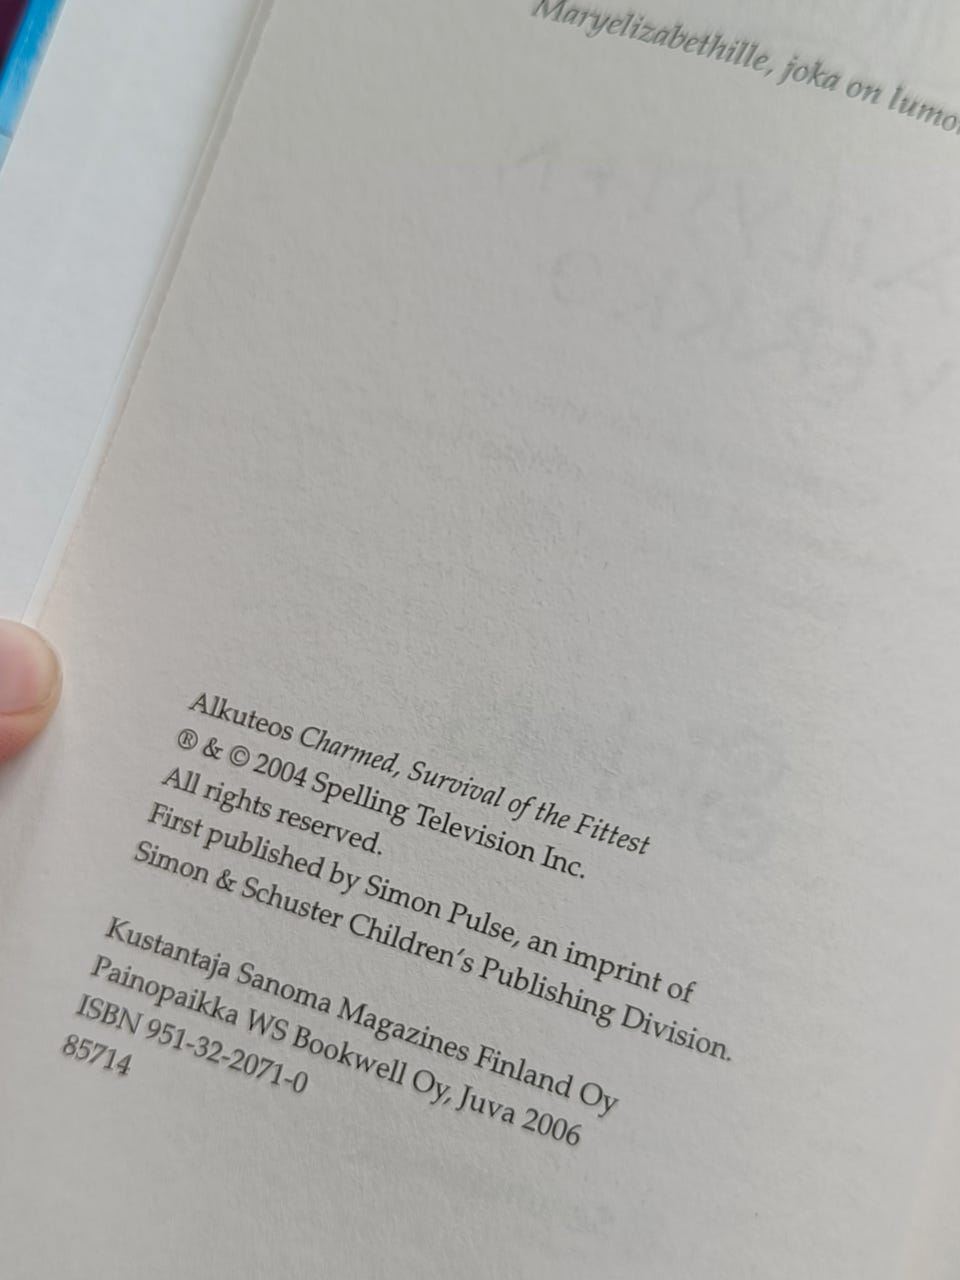 Maryelizabethille, joka on
Alkuteos Charmed, Survival of the Fittest
® & © 2004 Spelling Television Inc.
All rights reserved.
First published by Simon Pulse, an imprint of
Simon & Schuster Children's Publishing Division.
Kustantaja Sanoma Magazines Finland Oy
Painopaikka WS Bookwell Oy, Juva 2006
ISBN 951-32-2071-0
85714